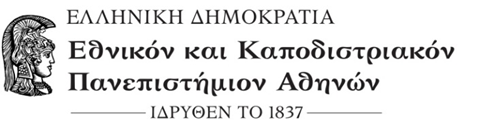 ΕΛΛΗΝΙΚΗ ΔΗΜΟΚΡΑΤΙΑ
Εθνικόν και Καποδιστριακόν
Πανεπιστήμιον Αθηνών
ΙΔΡΥΘΕΝ ΤΟ 1837